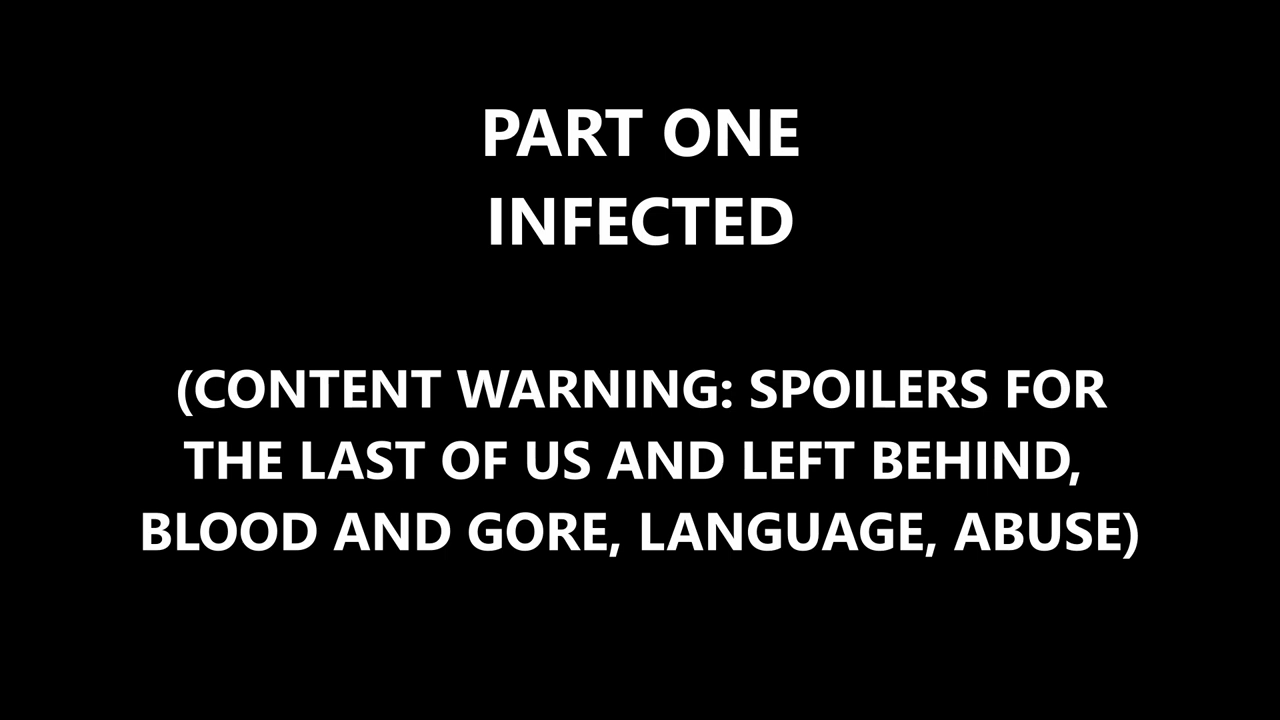 PART ONE
INFECTED
(CONTENT WARNING: SPOILERS FOR
THE LAST OF US AND LEFT BEHIND,
BLOOD AND GORE, LANGUAGE, ABUSE)